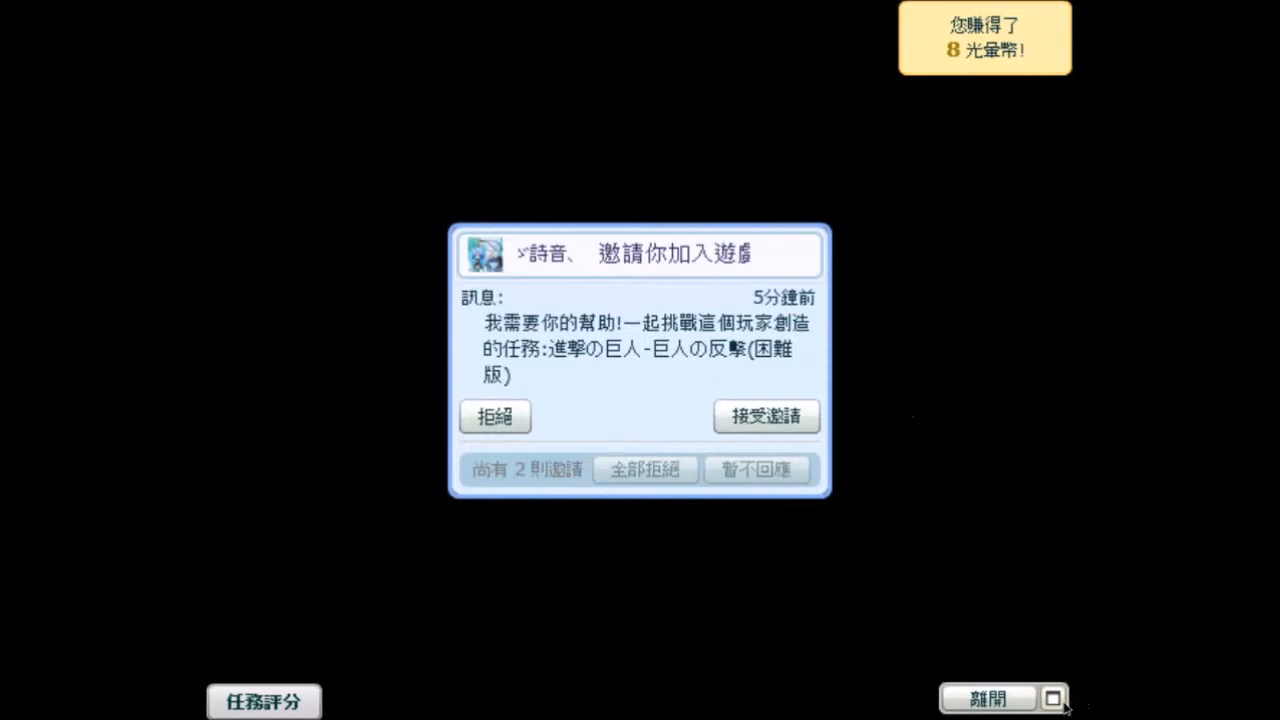 您賺得了
8 光暈幣!
ゞ詩音、 邀請你加入遊
訊息: 5分鐘前
我需要你的幫助!一起挑戰這個玩家創造
的任務:進擊の巨人-巨人の反擊(困難
版)
拒絕 接受邀請
尚有 2 則邀請 全部拒絕 暫不回應
任務評分 離開